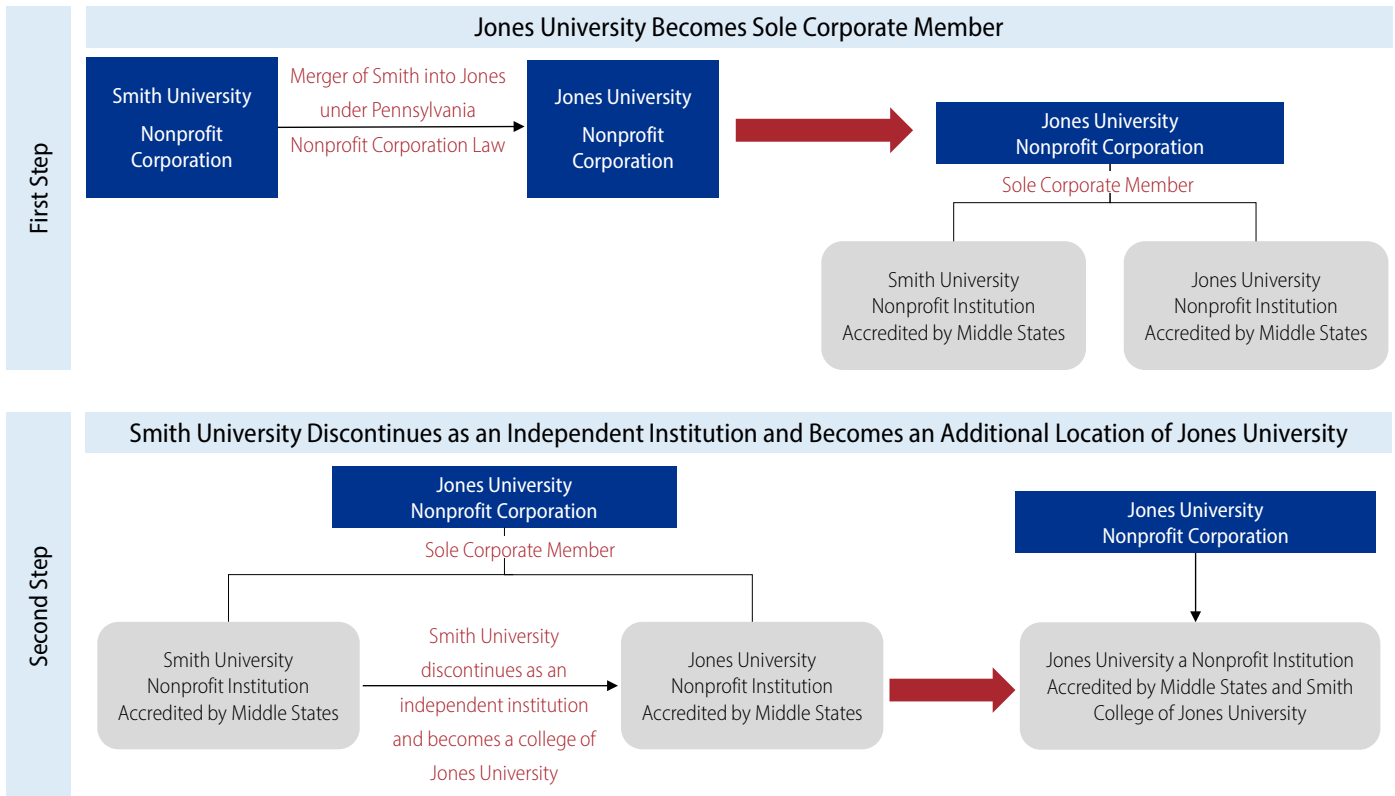 Jones University Becomes Sole Corporate Member
First Step
Smith University
Nonprofit
Corporation
Merger of Smith into Jones
under Pennsylvania
Nonprofit Corporation Law
Jones University
Nonprofit
Corporation
Jones University
Nonprofit Corporation
Sole Corporate Member
Smith University
Nonprofit Institution
Accredited by Middle States
Jones University
Nonprofit Institution
Accredited by Middle States
Smith University Discontinues as an Independent Institution and Becomes an Additional Location of Jones University
Second Step
Jones University
Nonprofit Corporation
Sole Corporate Member
Smith University
Nonprofit Institution
Accredited by Middle States
Smith University
discontinues as an
independent institution
and becomes a college of
Jones University
Jones University
Nonprofit Institution
Accredited by Middle States
Jones University
Nonprofit Corporation
Jones University a Nonprofit Institution
Accredited by Middle States and Smith
College of Jones University